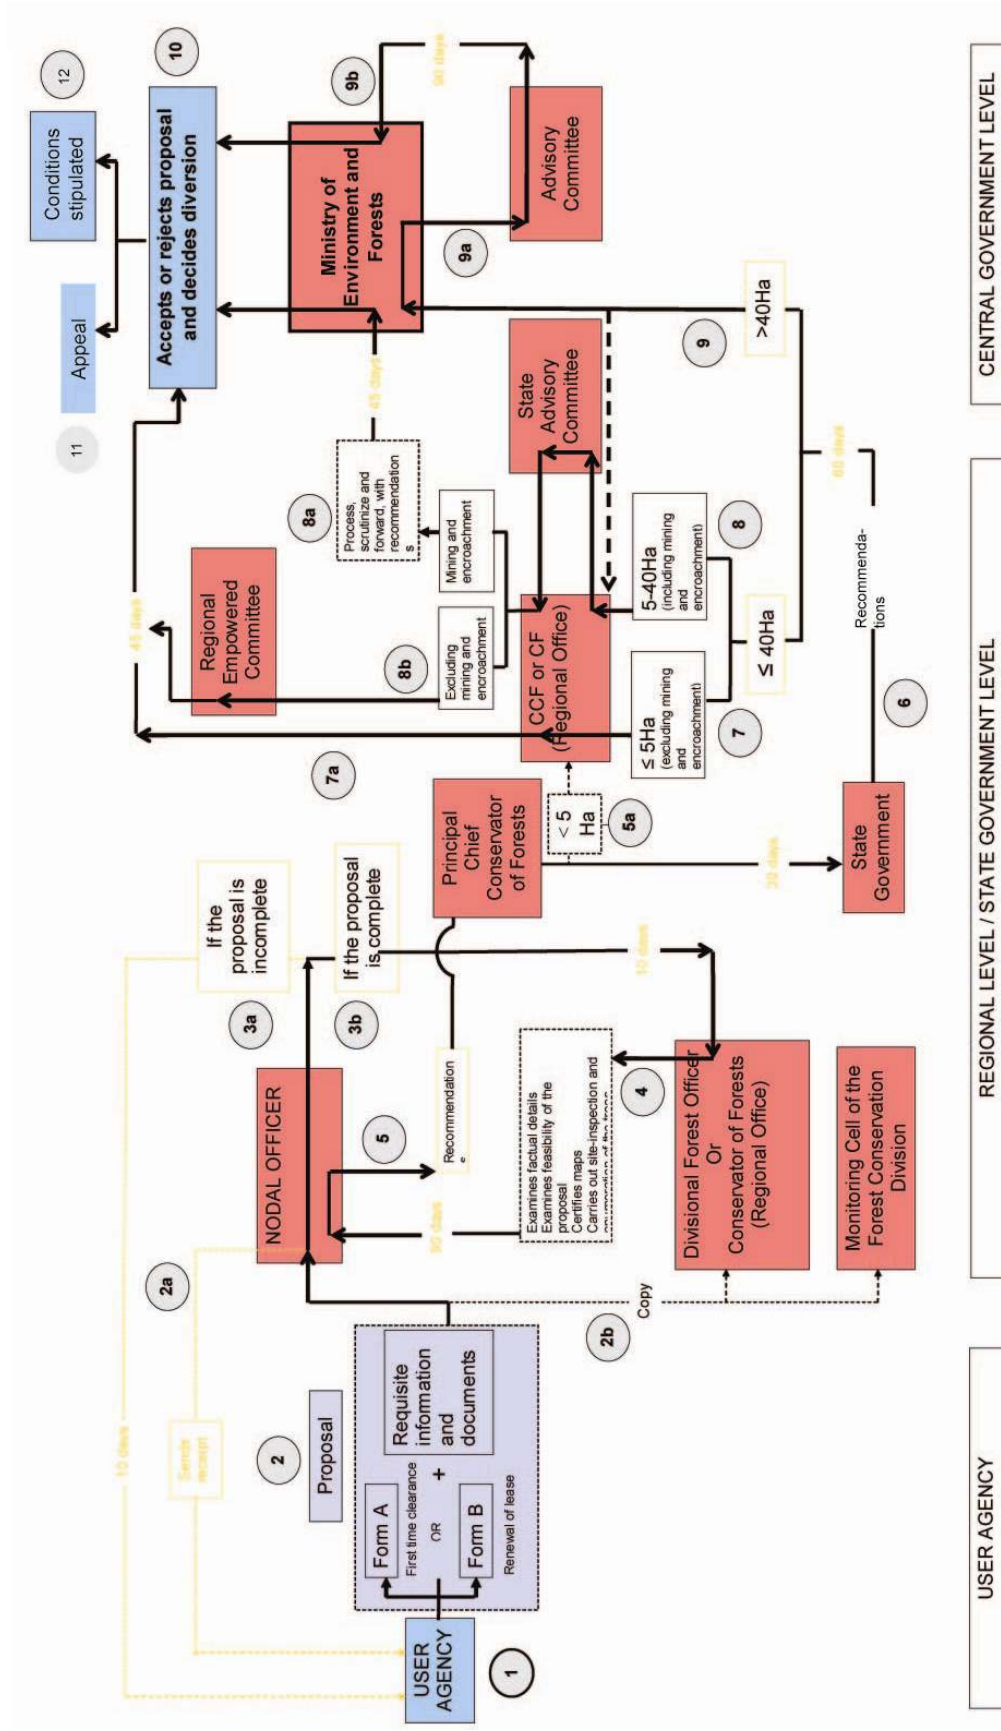 1
USER
AGENCY
2
Proposal
Form A
First time clearance
OR
Form B
Renewal of lease
+
Requisite
information
and
documents
10 days
Sends
receipt
2a
2b
Copy
NODAL OFFICER
3a
If the
proposal is
incomplete
3b
If the proposal
is complete
10 days
4
Divisional Forest Officer
Or
Conservator of Forests
(Regional Office)
Monitoring Cell of the
Forest Conservation
Division
Examines factual details
Examines feasibility of the
proposal
Certifies maps
Carries out site-inspection and
90 days
5
Recommendation
Principal
Chief
Conservator
of Forests
< 5
Ha
5a
30 days
State
Government
6
Recommenda-
tions
60 days
≤ 40Ha
>40Ha
7
≤ 5Ha
(excluding mining
and
encroachment)
8
5-40Ha
(including mining
and
encroachment)
CCF or CF
(Regional Office)
State
Advisory
Committee
7a
45 days
8b
Excluding
mining and
encroachment
Mining and
encroachment
Regional
Empowered
Committee
8a
Process,
scrutinize and
forward, with
recommendation
s
45 days
9
Ministry of
Environment and
Forests
9a
Advisory
Committee
90 days
9b
10
Accepts or rejects proposal
and decides diversion
11
Appeal
12
Conditions
stipulated
USER AGENCY
REGIONAL LEVEL / STATE GOVERNMENT LEVEL
CENTRAL GOVERNMENT LEVEL